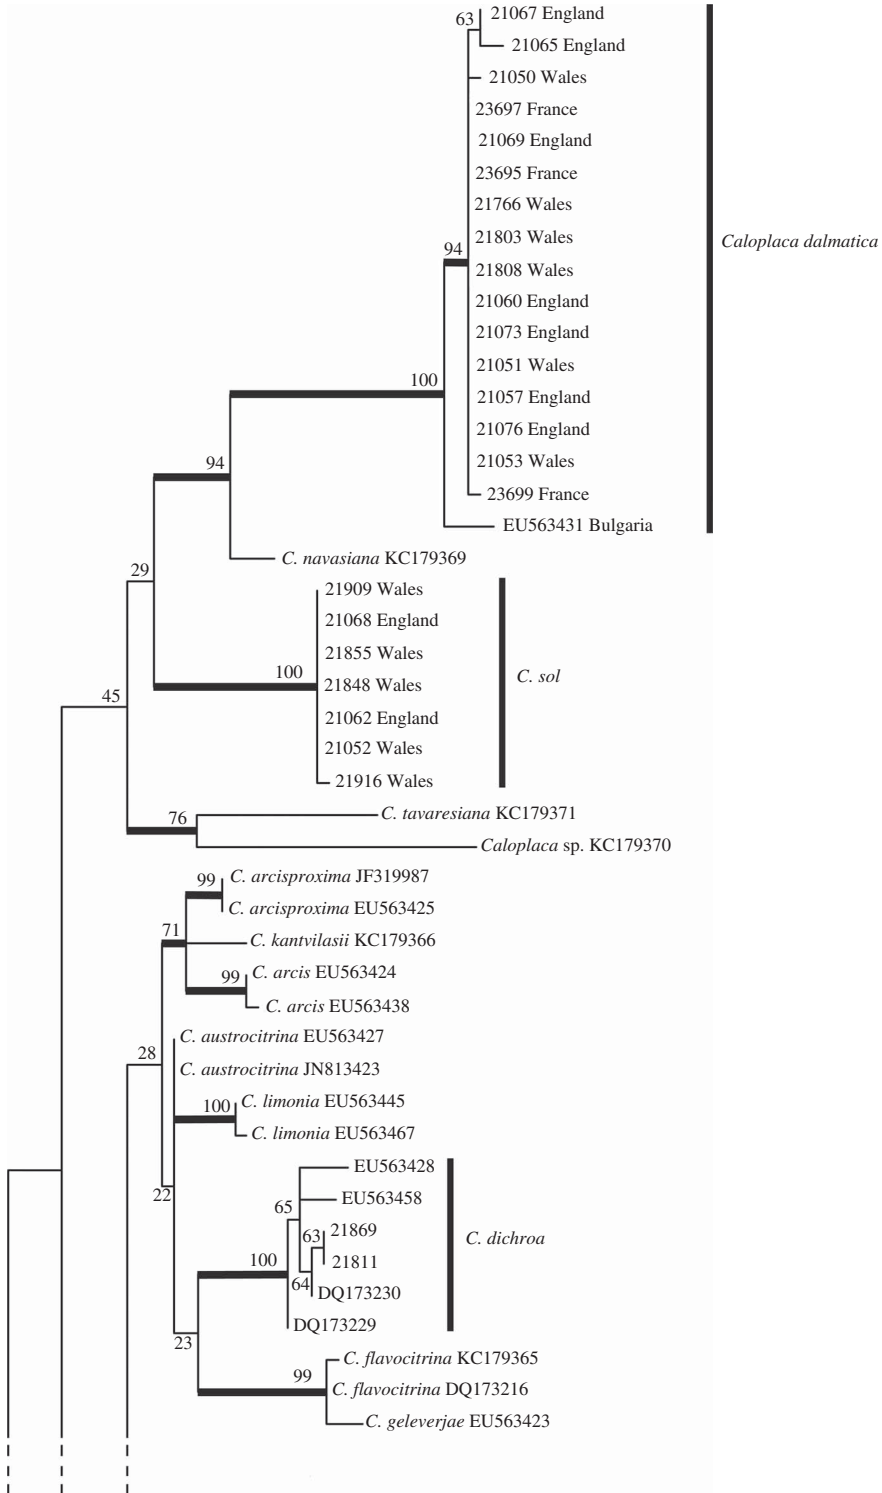 63
21067 England
21065 England
21050 Wales
23697 France
21069 England
23695 France
21766 Wales
21803 Wales
94
Caloplaca dalmatica
21808 Wales
21060 England
21073 England
21051 Wales
100
21057 England
21076 England
94
21053 Wales
23699 France
EU563431 Bulgaria
C. navasiana KC179369
29
21909 Wales
21068 England
21855 Wales
100
21848 Wales
C. sol
45
21062 England
21052 Wales
21916 Wales
76
C. tavaresiana KC179371
Caloplaca sp. KC179370
99
C. arcisproxima JF319987
C. arcisproxima EU563425
71
C. kantvilasii KC179366
99
C. arcis EU563424
C. arcis EU563438
28
C. austrocitrina EU563427
C. austrocitrina JN813423
100
C. limonia EU563445
C. limonia EU563467
EU563428
22
EU563458
65
63
21869
C. dichroa
100
21811
64
DQ173230
DQ173229
23
C. flavocitrina KC179365
99
C. flavocitrina DQ173216
C. geleverjae EU563423